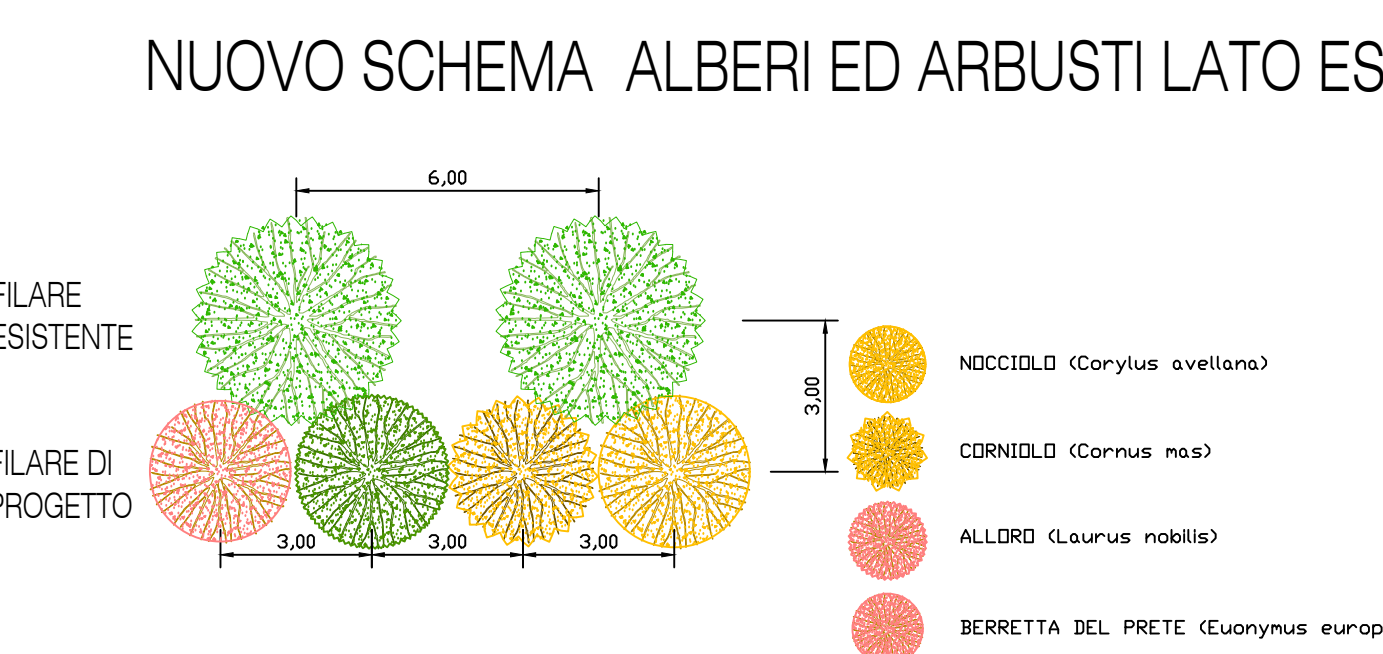 NUOVO SCHEMA ALBERI ED ARBUSTI LATO ES
6,00
FILARE
ESISTENTE
3,00
NOCCIOLO (Corylus avellana)
CORNIOLO (Cornus mas)
FILARE DI
PROGETTO
3,00
3,00
3,00
ALLORO (Laurus nobilis)
BERRETTA DEL PRETE (Euonymus europ